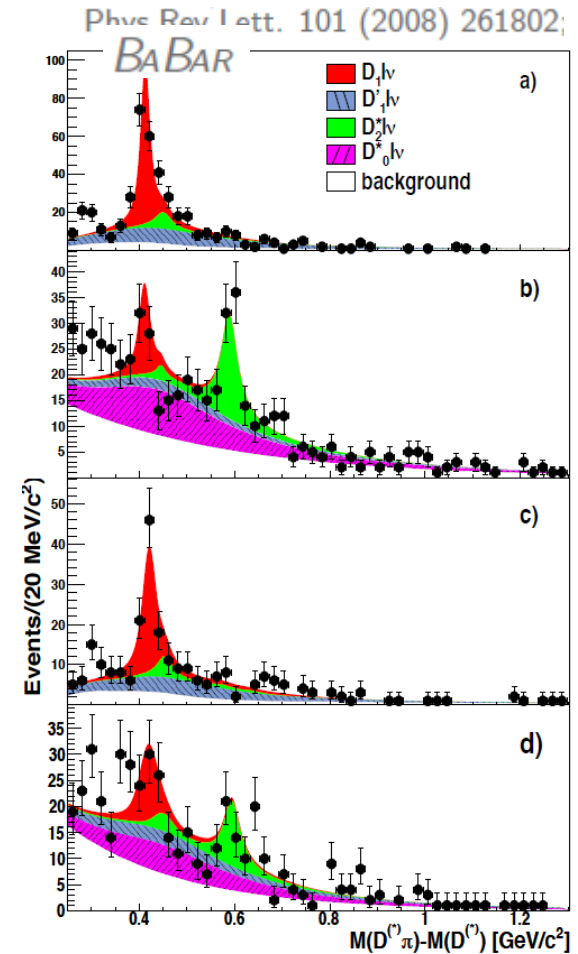 Phys Rev Lett. 101 (2008) 261802;
BABAR
D₁lν
D'₁lν
D*₂lν
D*₀lν
background
a)
100
80
60
40
20
b)
40
35
30
25
20
15
10
5
c)
50
40
30
20
10
d)
35
30
25
20
15
10
5
0
0.4
0.6
0.8
1
1.2
Events/(20 MeV/c²)
M(D⁽*⁾π)-M(D⁽*⁾) [GeV/c²]